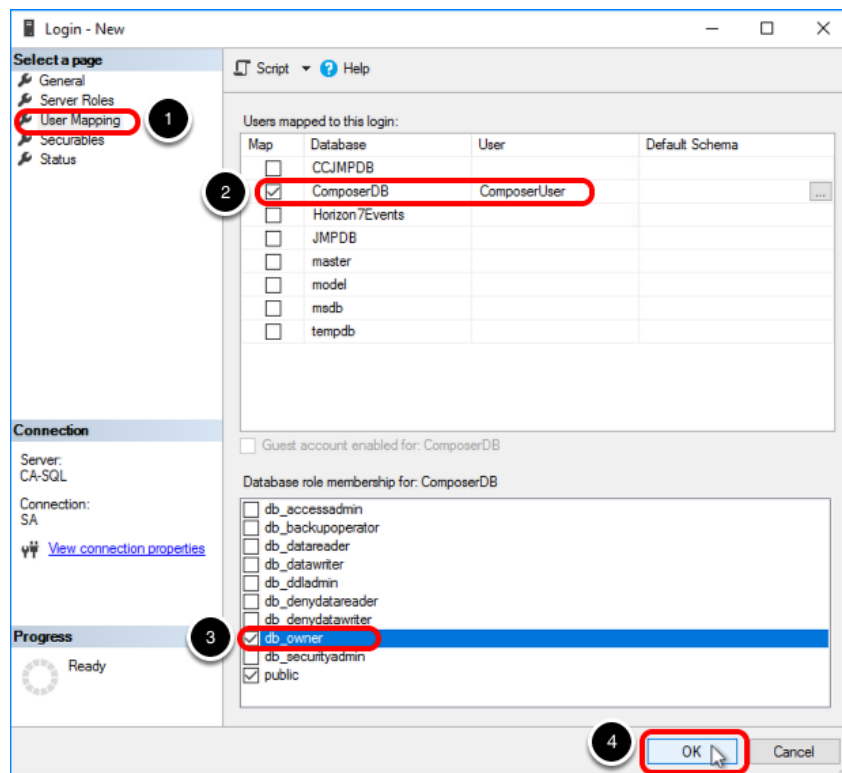 Login - New
Select a page
General
Server Roles
User Mapping
Securables
Status
1
Script
Help
Users mapped to this login:
Map Database User Default Schema
CCJMPDB
2
ComposerDB ComposerUser ...
Horizon7Events
JMPDB
master
model
msdb
tempdb
Guest account enabled for: ComposerDB
Connection
Server:
CA-SQL
Connection:
SA
View connection properties
Database role membership for: ComposerDB
db_accessadmin
db_backupoperator
db_datareader
db_datawriter
db_ddladmin
db_denydatareader
db_denydatawriter
3
db_owner
db_securityadmin
public
Progress
Ready
4
OK Cancel